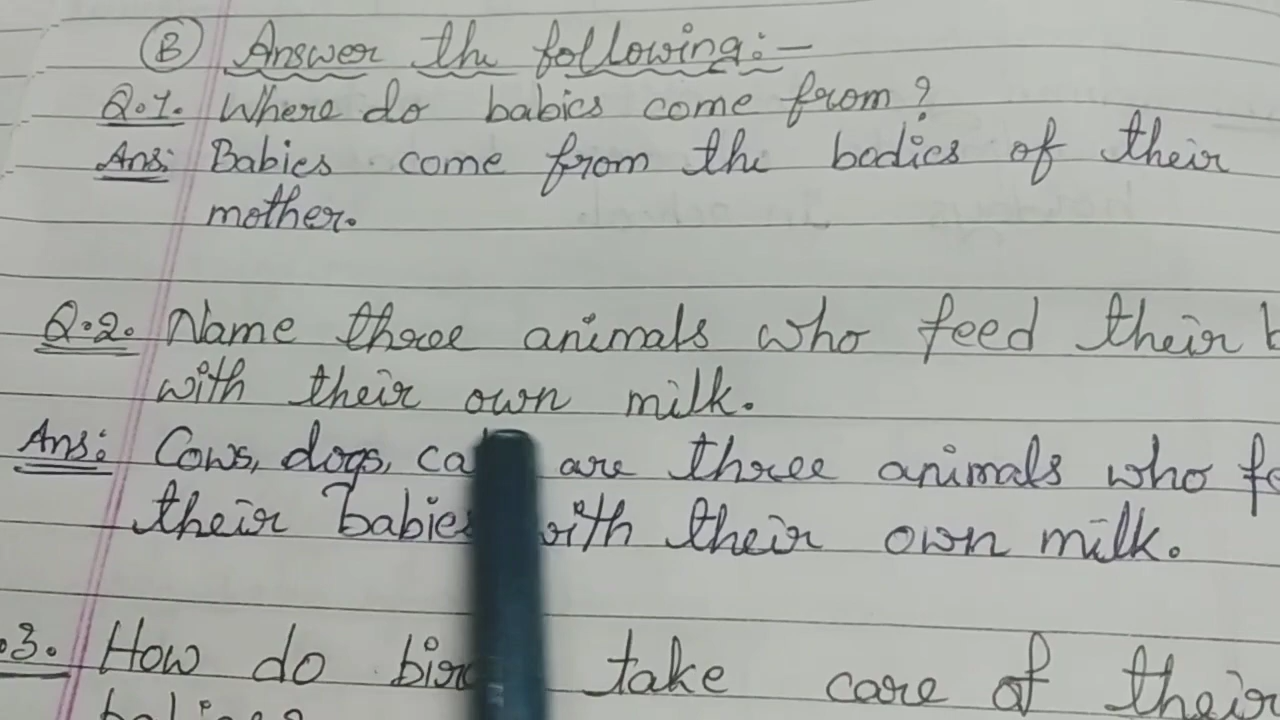 (B) Answer the following:-
Q.1. Where do babies come from?
Ans: Babies come from the bodies of their
mother.
Q.2. Name three animals who feed their
with their own milk.
Ans: Cows, dogs, are three animals who
their babies with their own milk.
.3. How do take care of their